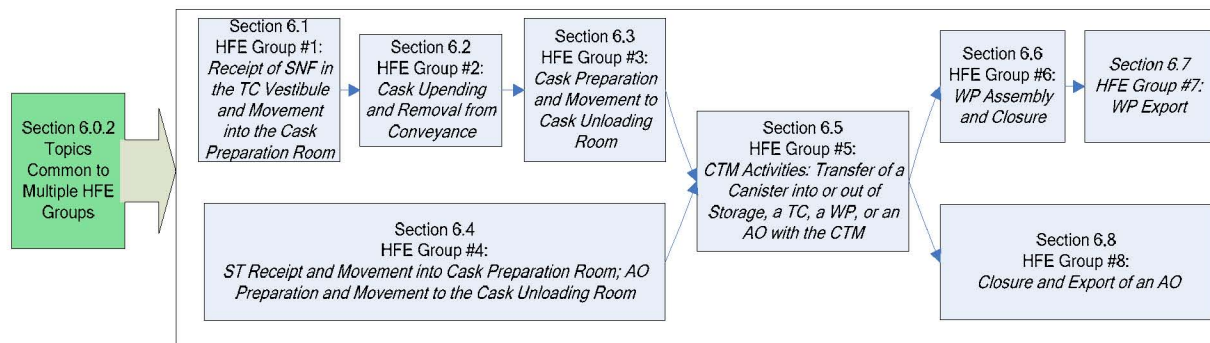 Section 6.0.2
Topics
Common to
Multiple HFE
Groups
Section 6.1
HFE Group #1:
Receipt of SNF in
the TC Vestibule
and Movement
into the Cask
Preparation Room
Section 6.2
HFE Group #2:
Cask Upending
and Removal from
Conveyance
Section 6.3
HFE Group #3:
Cask Preparation
and Movement to
Cask Unloading
Room
Section 6.4
HFE Group #4:
ST Receipt and Movement into Cask Preparation Room; AO
Preparation and Movement to the Cask Unloading Room
Section 6.5
HFE Group #5:
CTM Activities: Transfer of a
Canister into or out of
Storage, a TC, a WP, or an
AO with the CTM
Section 6.6
HFE Group #6:
WP Assembly
and Closure
Section 6.7
HFE Group #7:
WP Export
Section 6.8
HFE Group #8:
Closure and Export of an AO